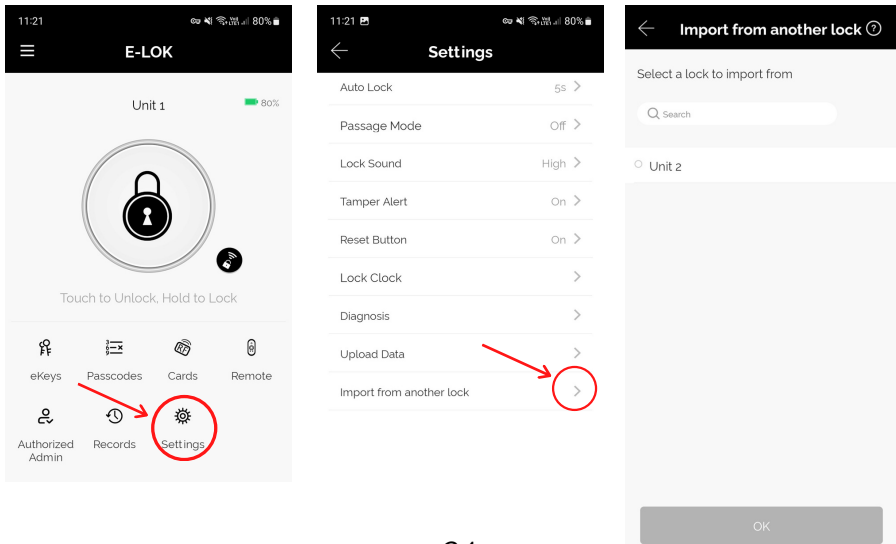 11:21
80%
E-LOK
Unit 1
80%
Touch to Unlock, Hold to Lock
eKeys
Passcodes
Cards
Remote
Authorized
Admin
Records
Settings
11:21
80%
Settings
Auto Lock 5s
Passage Mode Off
Lock Sound High
Tamper Alert On
Reset Button On
Lock Clock
Diagnosis
Upload Data
Import from another lock
Import from another lock ?
Select a lock to import from
Search
Unit 2
OK